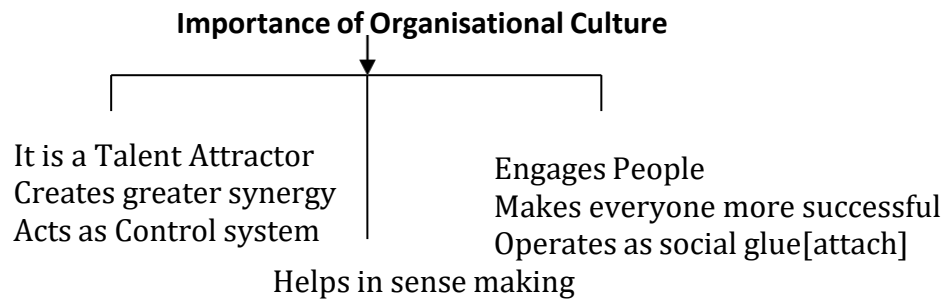 Importance of Organisational Culture
It is a Talent Attractor
Creates greater synergy
Acts as Control system
Engages People
Makes everyone more successful
Operates as social glue[attach]
Helps in sense making